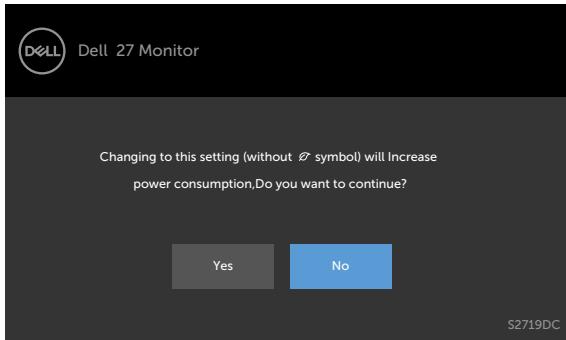 DELL
Dell 27 Monitor
Changing to this setting (without symbol) will Increase
power consumption,Do you want to continue?
Yes
No
S2719DC